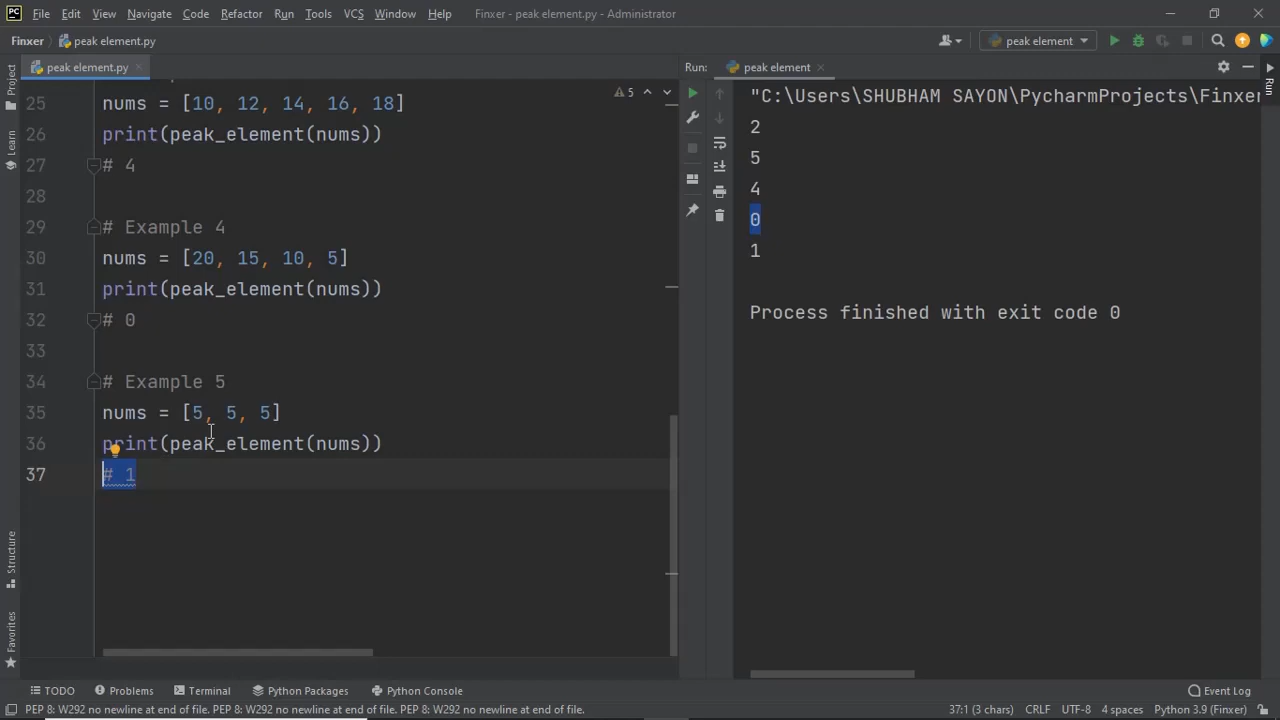 PC File Edit View Navigate Code Refactor Run Tools VCS Window Help Finxer - peak element.py - Administrator
Finxer peak element.py peak element
peak element.py Run: peak element
25 nums = [10, 12, 14, 16, 18] 5
26 print(peak_element(nums))
27 # 4
28
29 # Example 4
30 nums = [20, 15, 10, 5]
31 print(peak_element(nums))
32 # 0
33
34 # Example 5
35 nums = [5, 5, 5]
36 print(peak_element(nums))
37 # 1
"C:\Users\SHUBHAM SAYON\PycharmProjects\Finxer
2
5
4
0
1
Process finished with exit code 0
Project
Learn
Structure
Favorites
Run
TODO Problems Terminal Python Packages Python Console Event Log
PEP 8: W292 no newline at end of file. PEP 8: W292 no newline at end of file. PEP 8: W292 no newline at end of file. 37:1 (3 chars) CRLF UTF-8 4 spaces Python 3.9 (Finxer)